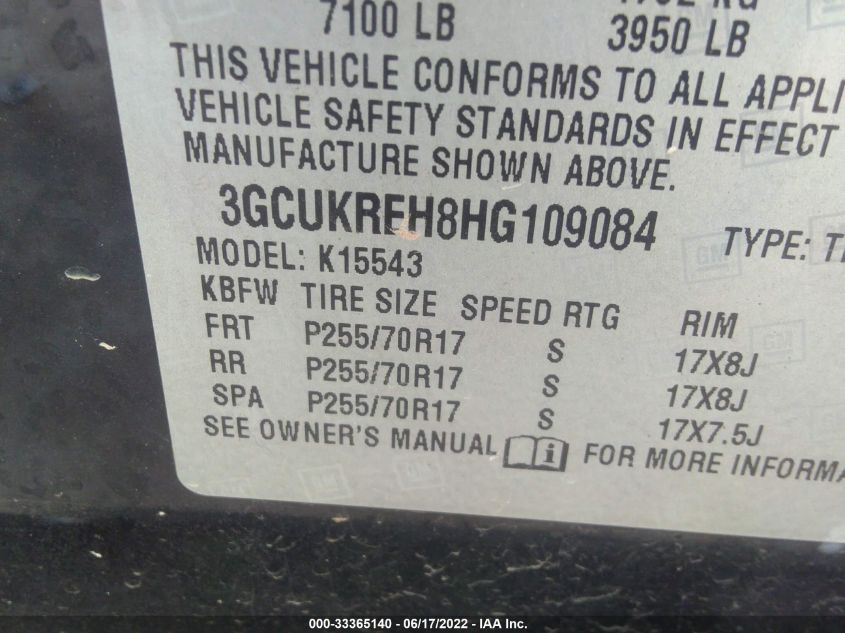 7100 LB 3950 LB
THIS VEHICLE CONFORMS TO ALL APPLI
VEHICLE SAFETY STANDARDS IN EFFECT
MANUFACTURE SHOWN ABOVE.
3GCUKREH8HG109084 TYPE: T
MODEL: K15543
KBFW TIRE SIZE SPEED RTG RIM
FRT P255/70R17 S 17X8J
RR P255/70R17 S 17X8J
SPA P255/70R17 S 17X7.5J
SEE OWNER'S MANUAL FOR MORE INFORMA
000-33365140 - 06/17/2022 - IAA Inc.